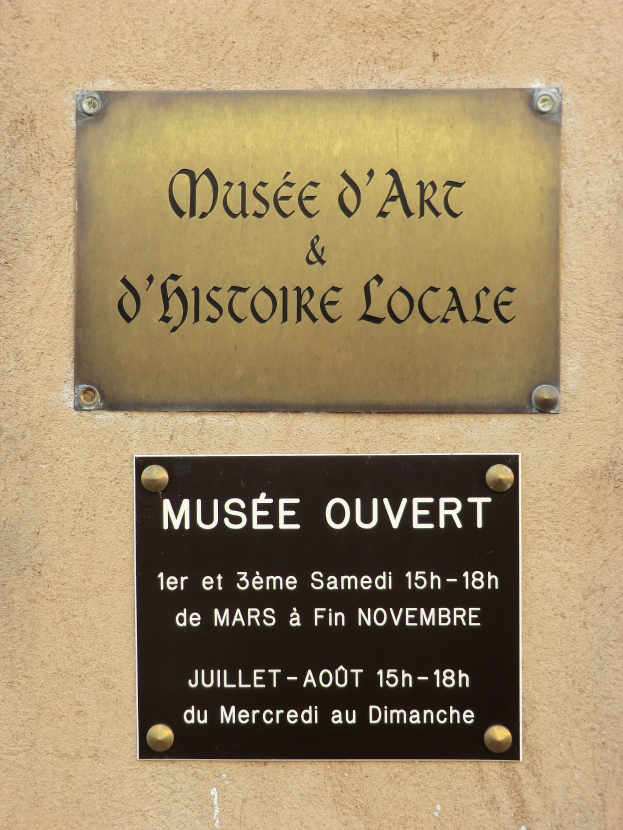 Musée d'Art
&
d'Histoire Locale
MUSÉE OUVERT
1er et 3ème Samedi 15h-18h
de MARS à Fin NOVEMBRE
JUILLET-AOÛT 15h-18h
du Mercredi au Dimanche